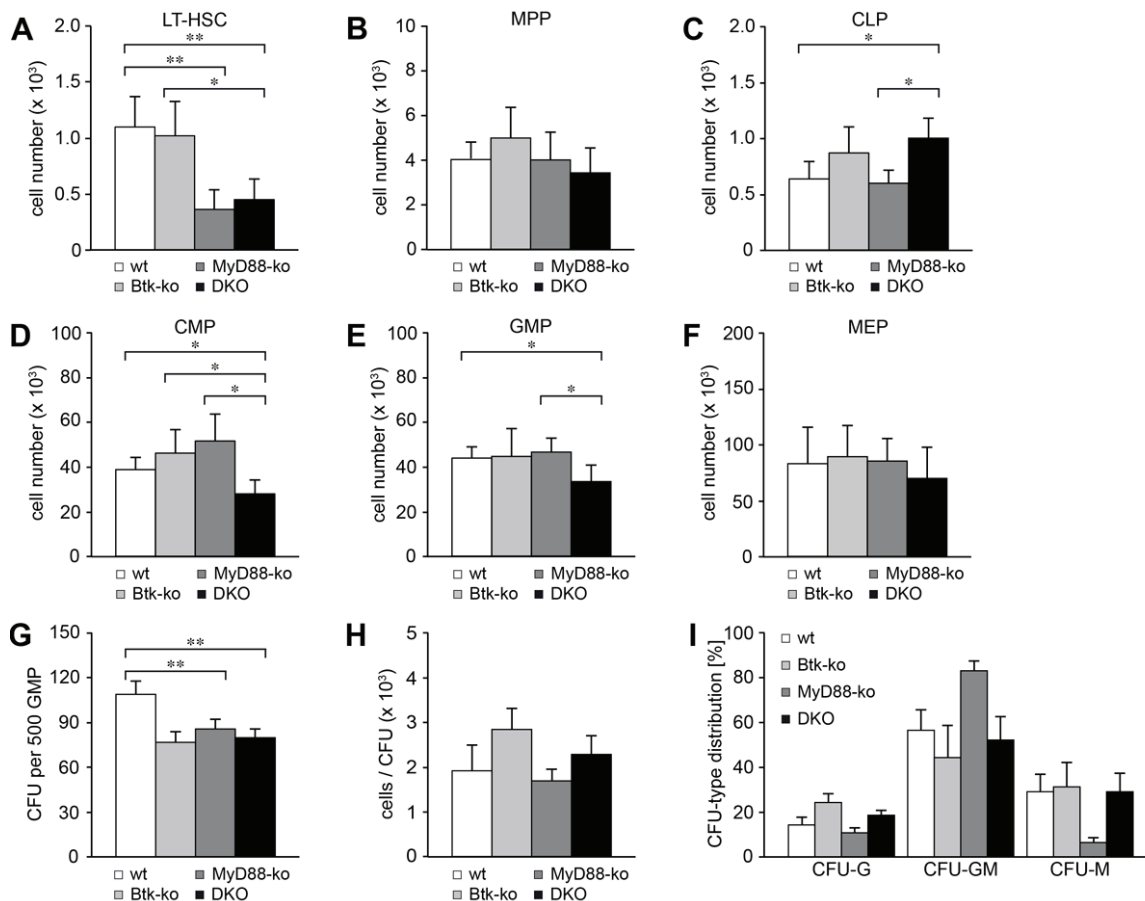 A
LT-HSC
cell number (x 10³)
2.0
1.5
1.0
0.5
0
**
**
*
wt
MyD88-ko
Btk-ko
DKO
B
MPP
cell number (x 10³)
10
8
6
4
2
0
wt
MyD88-ko
Btk-ko
DKO
C
CLP
cell number (x 10³)
2.0
1.5
1.0
0.5
0
*
*
wt
MyD88-ko
Btk-ko
DKO
D
CMP
cell number (x 10³)
100
80
60
40
20
0
*
*
*
wt
MyD88-ko
Btk-ko
DKO
E
GMP
cell number (x 10³)
100
80
60
40
20
0
*
*
wt
MyD88-ko
Btk-ko
DKO
F
MEP
cell number (x 10³)
200
150
100
50
0
wt
MyD88-ko
Btk-ko
DKO
G
CFU per 500 GMP
150
120
90
60
30
0
**
**
wt
MyD88-ko
Btk-ko
DKO
H
cells / CFU (x 10³)
5
4
3
2
1
0
wt
MyD88-ko
Btk-ko
DKO
I
CFU-type distribution [%]
100
80
60
40
20
0
wt
Btk-ko
MyD88-ko
DKO
CFU-G
CFU-GM
CFU-M